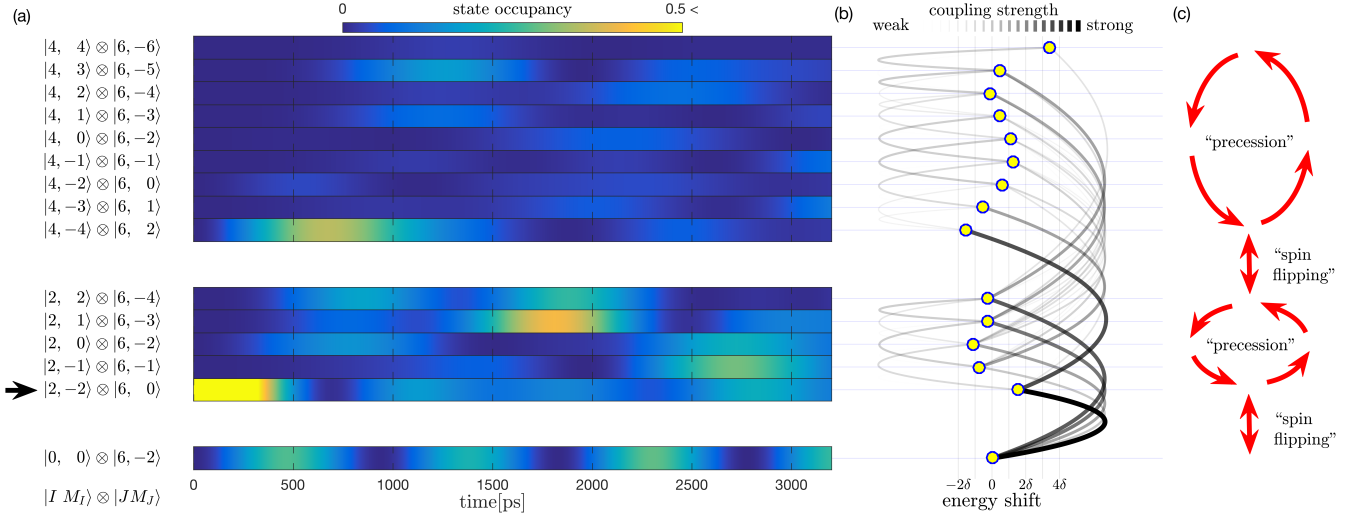 (a)
0 state occupancy 0.5 <
|4, 4⟩ ⊗ |6, −6⟩
|4, 3⟩ ⊗ |6, −5⟩
|4, 2⟩ ⊗ |6, −4⟩
|4, 1⟩ ⊗ |6, −3⟩
|4, 0⟩ ⊗ |6, −2⟩
|4, −1⟩ ⊗ |6, −1⟩
|4, −2⟩ ⊗ |6, 0⟩
|4, −3⟩ ⊗ |6, 1⟩
|4, −4⟩ ⊗ |6, 2⟩
|2, 2⟩ ⊗ |6, −4⟩
|2, 1⟩ ⊗ |6, −3⟩
|2, 0⟩ ⊗ |6, −2⟩
|2, −1⟩ ⊗ |6, −1⟩
|2, −2⟩ ⊗ |6, 0⟩
|0, 0⟩ ⊗ |6, −2⟩
|I M_I⟩ ⊗ |J M_J⟩
0 500 1000 1500 2000 2500 3000
time[ps]
(b)
coupling strength
weak strong
−2δ 0 2δ 4δ
energy shift
(c)
“precession”
“spin
flipping”
“precession”
“spin
flipping”